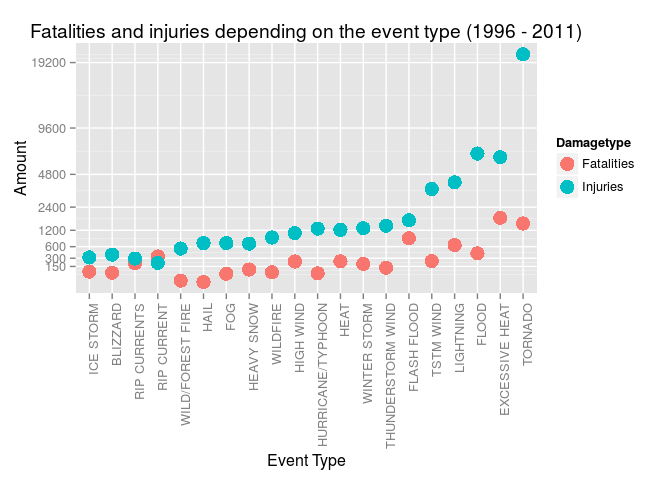 Fatalities and injuries depending on the event type (1996 - 2011)
Amount
19200
9600
4800
2400
1200
600
300
150
Damagetype
Fatalities
Injuries
ICE STORM
BLIZZARD
RIP CURRENTS
RIP CURRENT
WILD/FOREST FIRE
HAIL
FOG
HEAVY SNOW
WILDFIRE
HIGH WIND
HURRICANE/TYPHOON
HEAT
WINTER STORM
THUNDERSTORM WIND
FLASH FLOOD
TSTM WIND
LIGHTNING
FLOOD
EXCESSIVE HEAT
TORNADO
Event Type